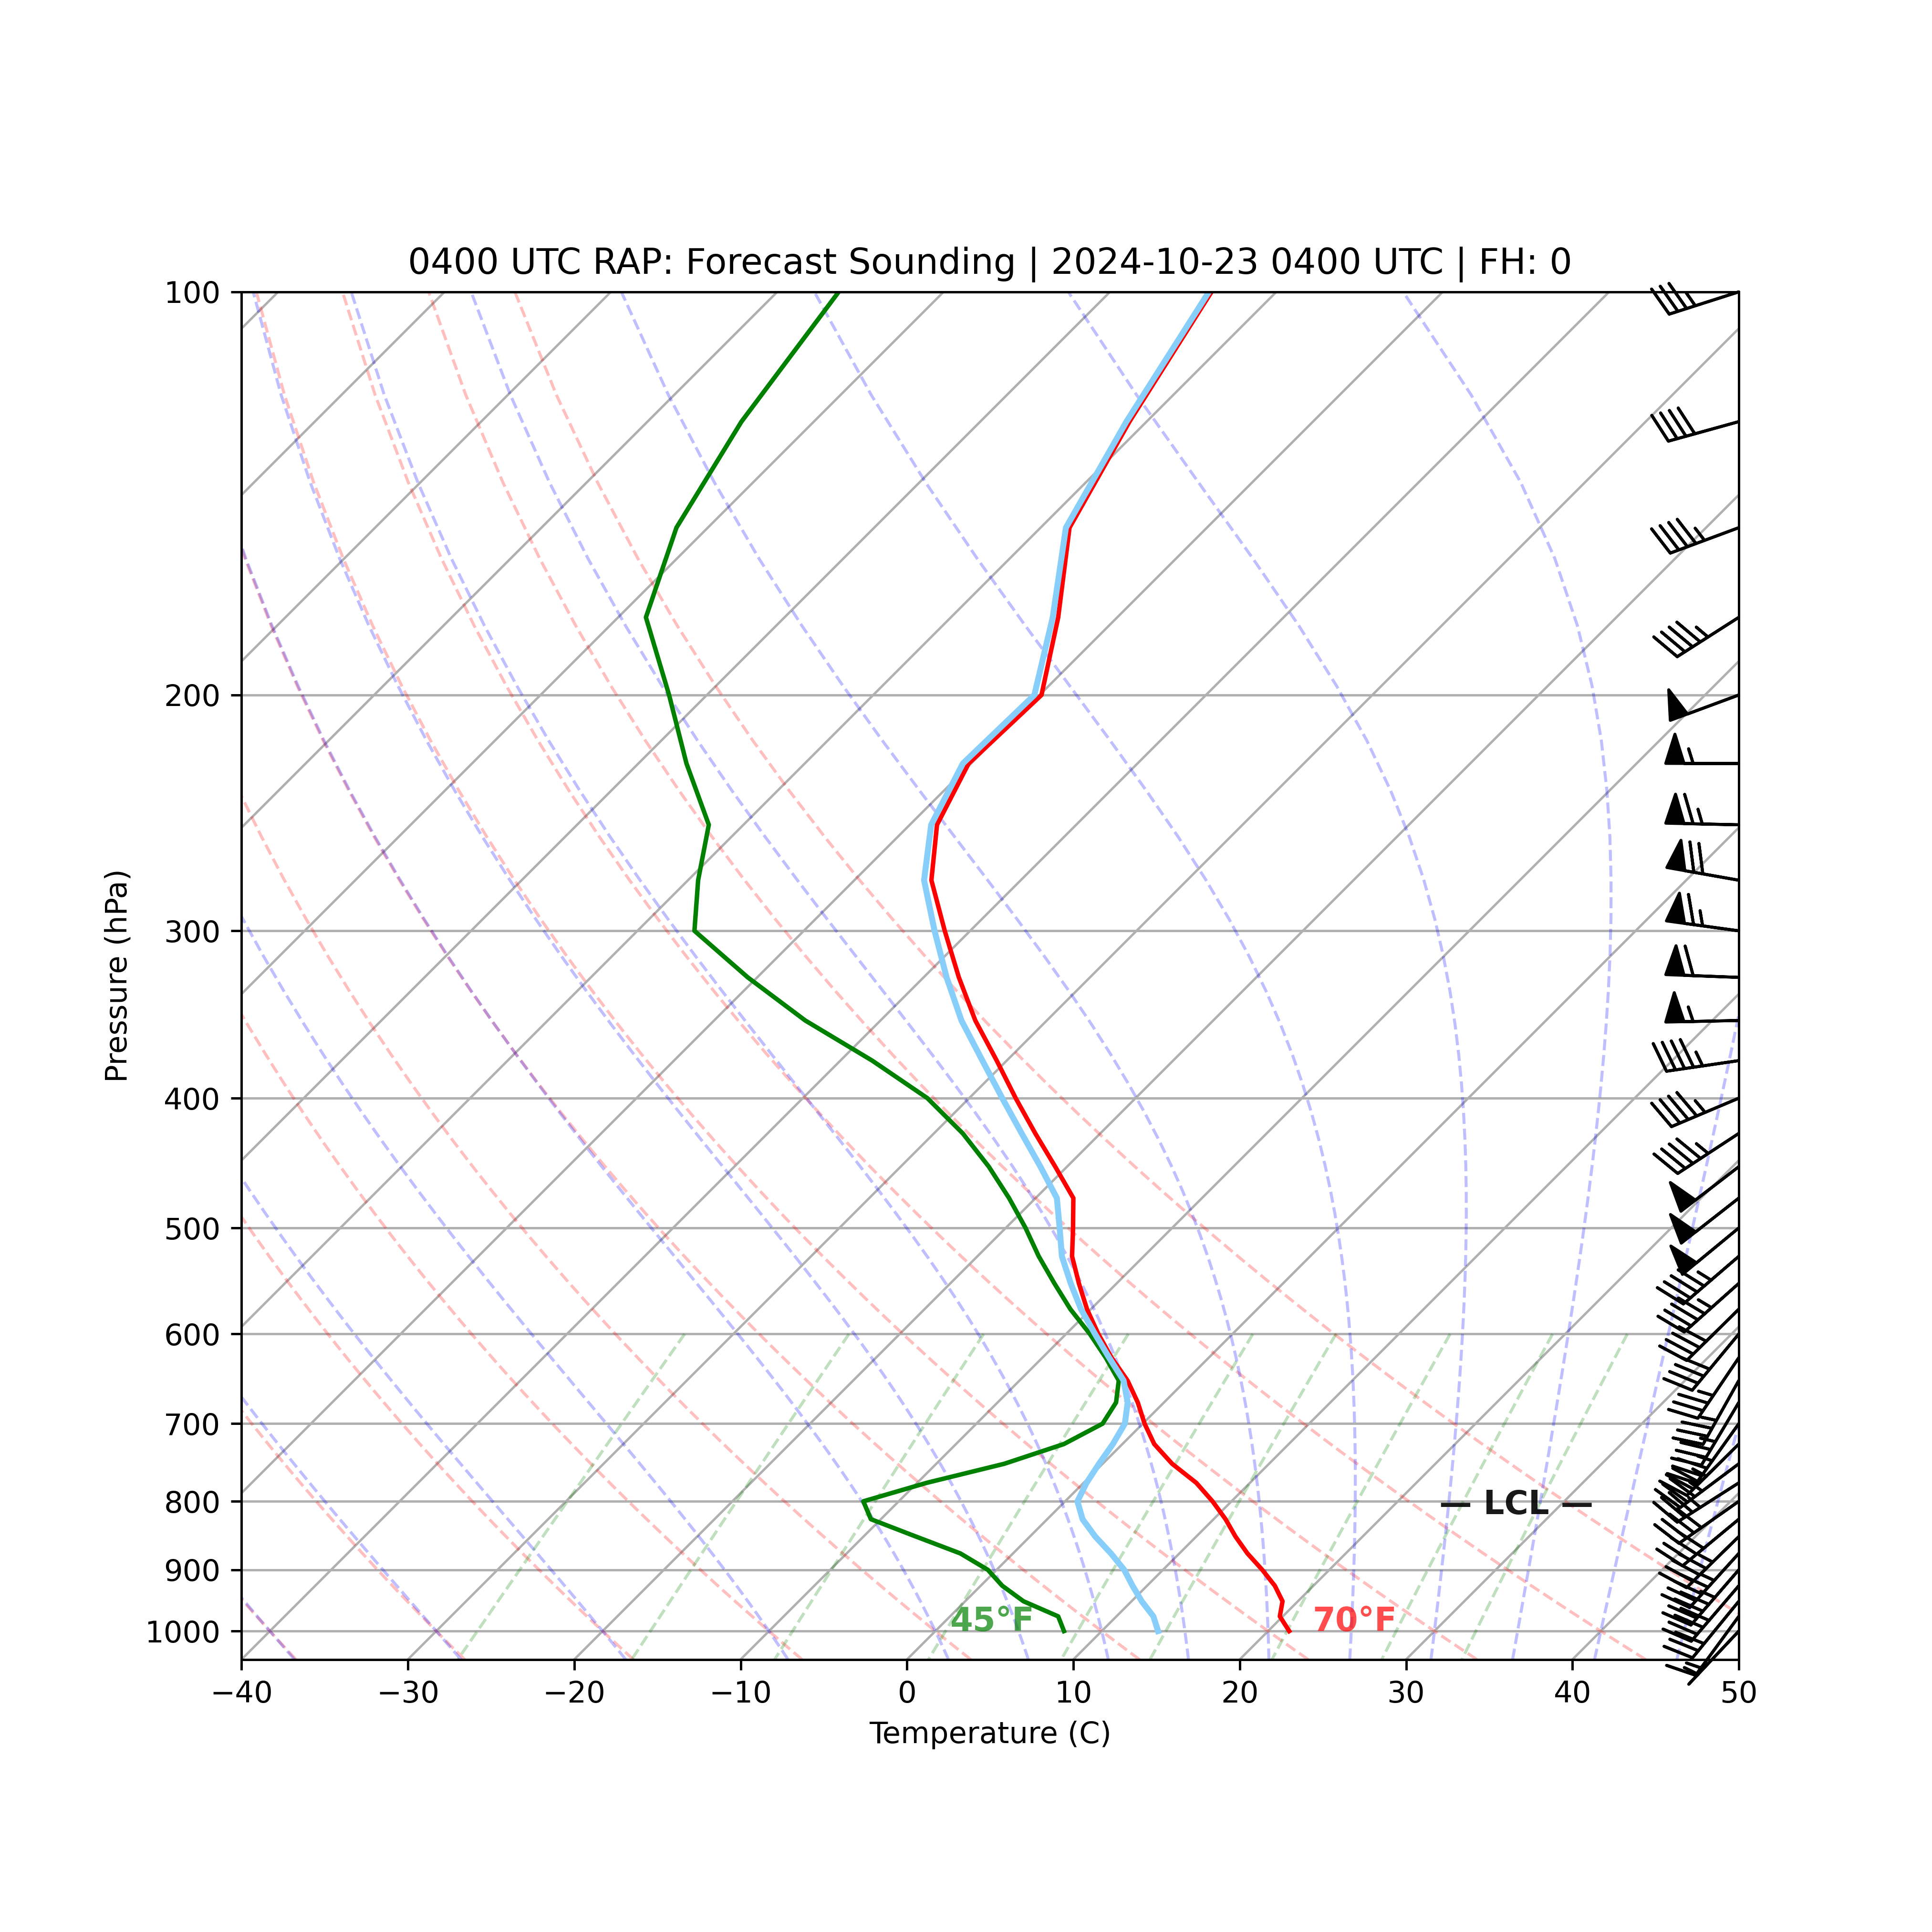 0400 UTC RAP: Forecast Sounding | 2024-10-23 0400 UTC | FH: 0
100
200
300
400
500
600
700
800
900
1000
Pressure (hPa)
— LCL —
45°F
70°F
−40 −30 −20 −10 0 10 20 30 40 50
Temperature (C)